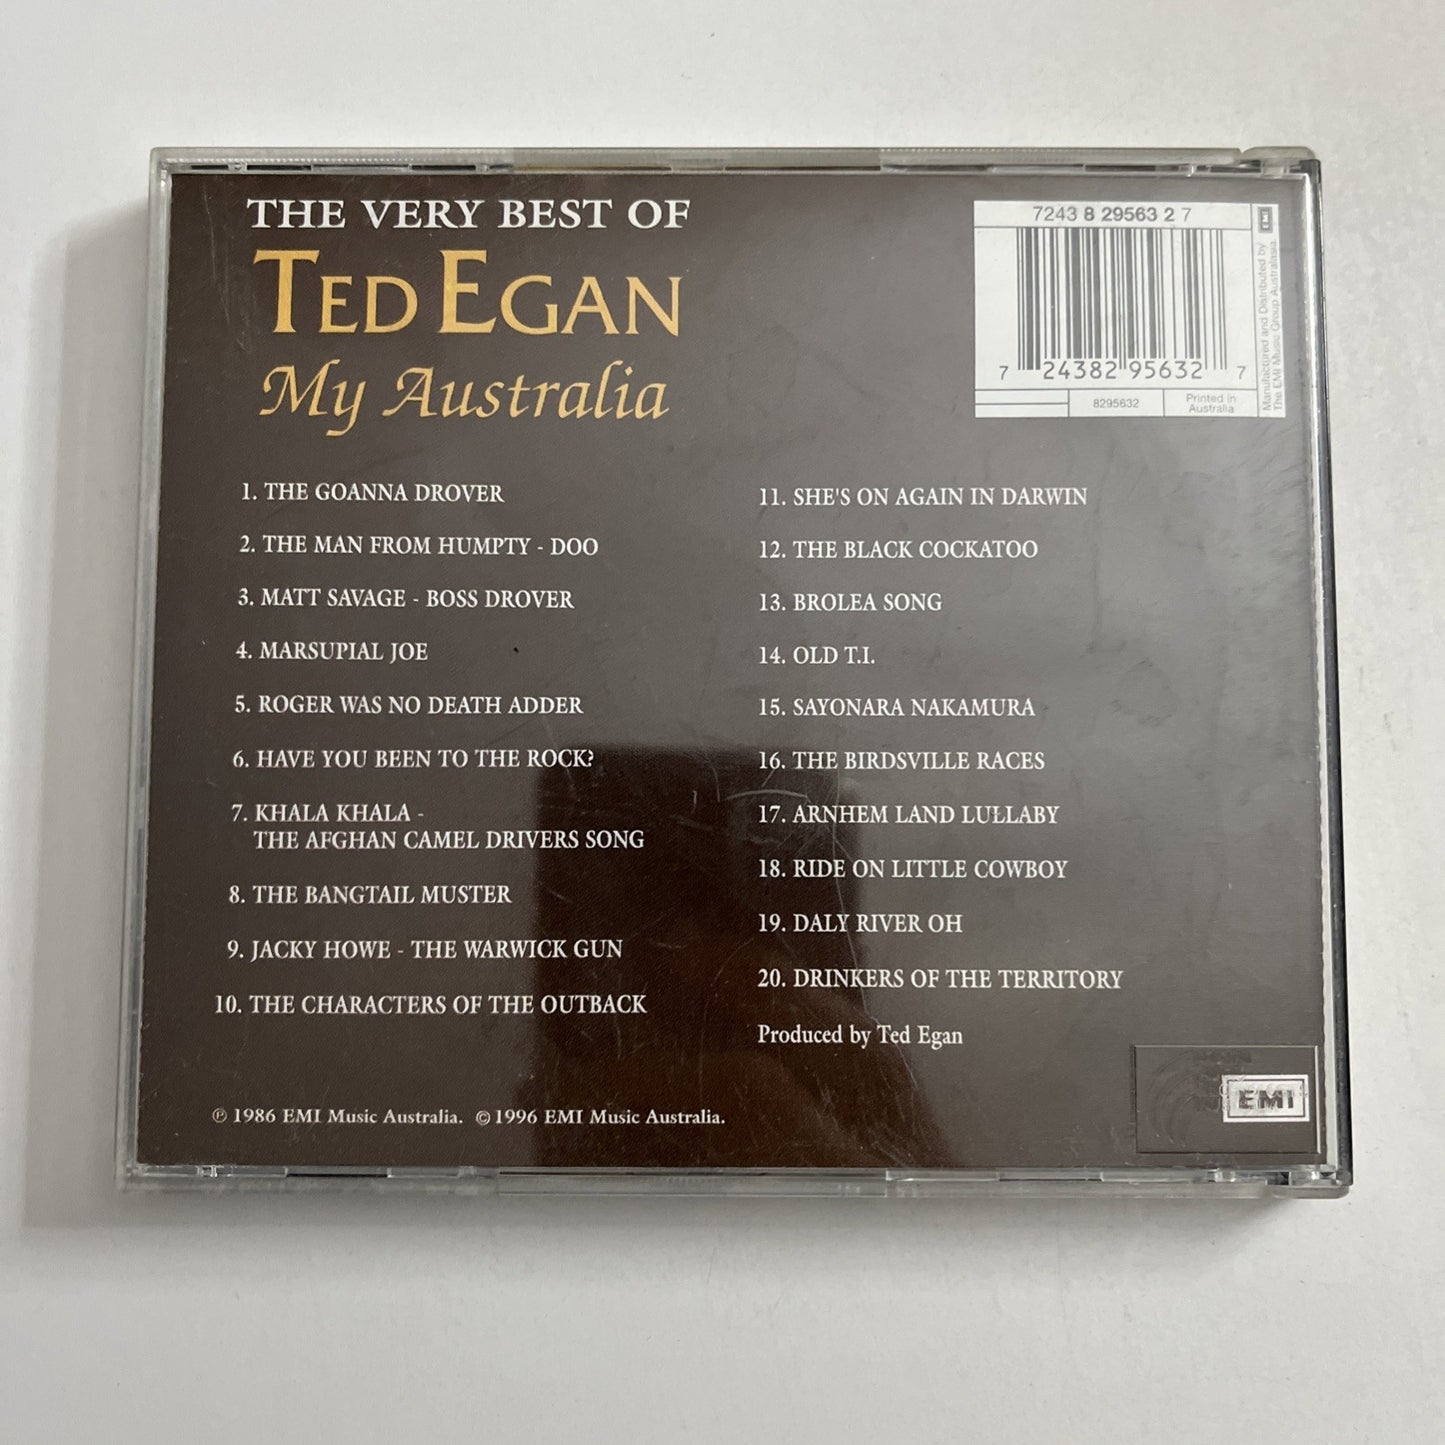 THE VERY BEST OF
TED EGAN
My Australia
7243 8 29563 2 7
7 24382 95632 7
8295632
Printed in
Australia
Manufactured and Distributed by
The EMI Music Group Australasia
EMI
1. THE GOANNA DROVER
2. THE MAN FROM HUMPTY - DOO
3. MATT SAVAGE - BOSS DROVER
4. MARSUPIAL JOE
5. ROGER WAS NO DEATH ADDER
6. HAVE YOU BEEN TO THE ROCK?
7. KHALA KHALA -
THE AFGHAN CAMEL DRIVERS SONG
8. THE BANGTAIL MUSTER
9. JACKY HOWE - THE WARWICK GUN
10. THE CHARACTERS OF THE OUTBACK
11. SHE'S ON AGAIN IN DARWIN
12. THE BLACK COCKATOO
13. BROLEA SONG
14. OLD T.I.
15. SAYONARA NAKAMURA
16. THE BIRDSVILLE RACES
17. ARNHEM LAND LULLABY
18. RIDE ON LITTLE COWBOY
19. DALY RIVER OH
20. DRINKERS OF THE TERRITORY
Produced by Ted Egan
℗ 1986 EMI Music Australia. © 1996 EMI Music Australia.
EMI